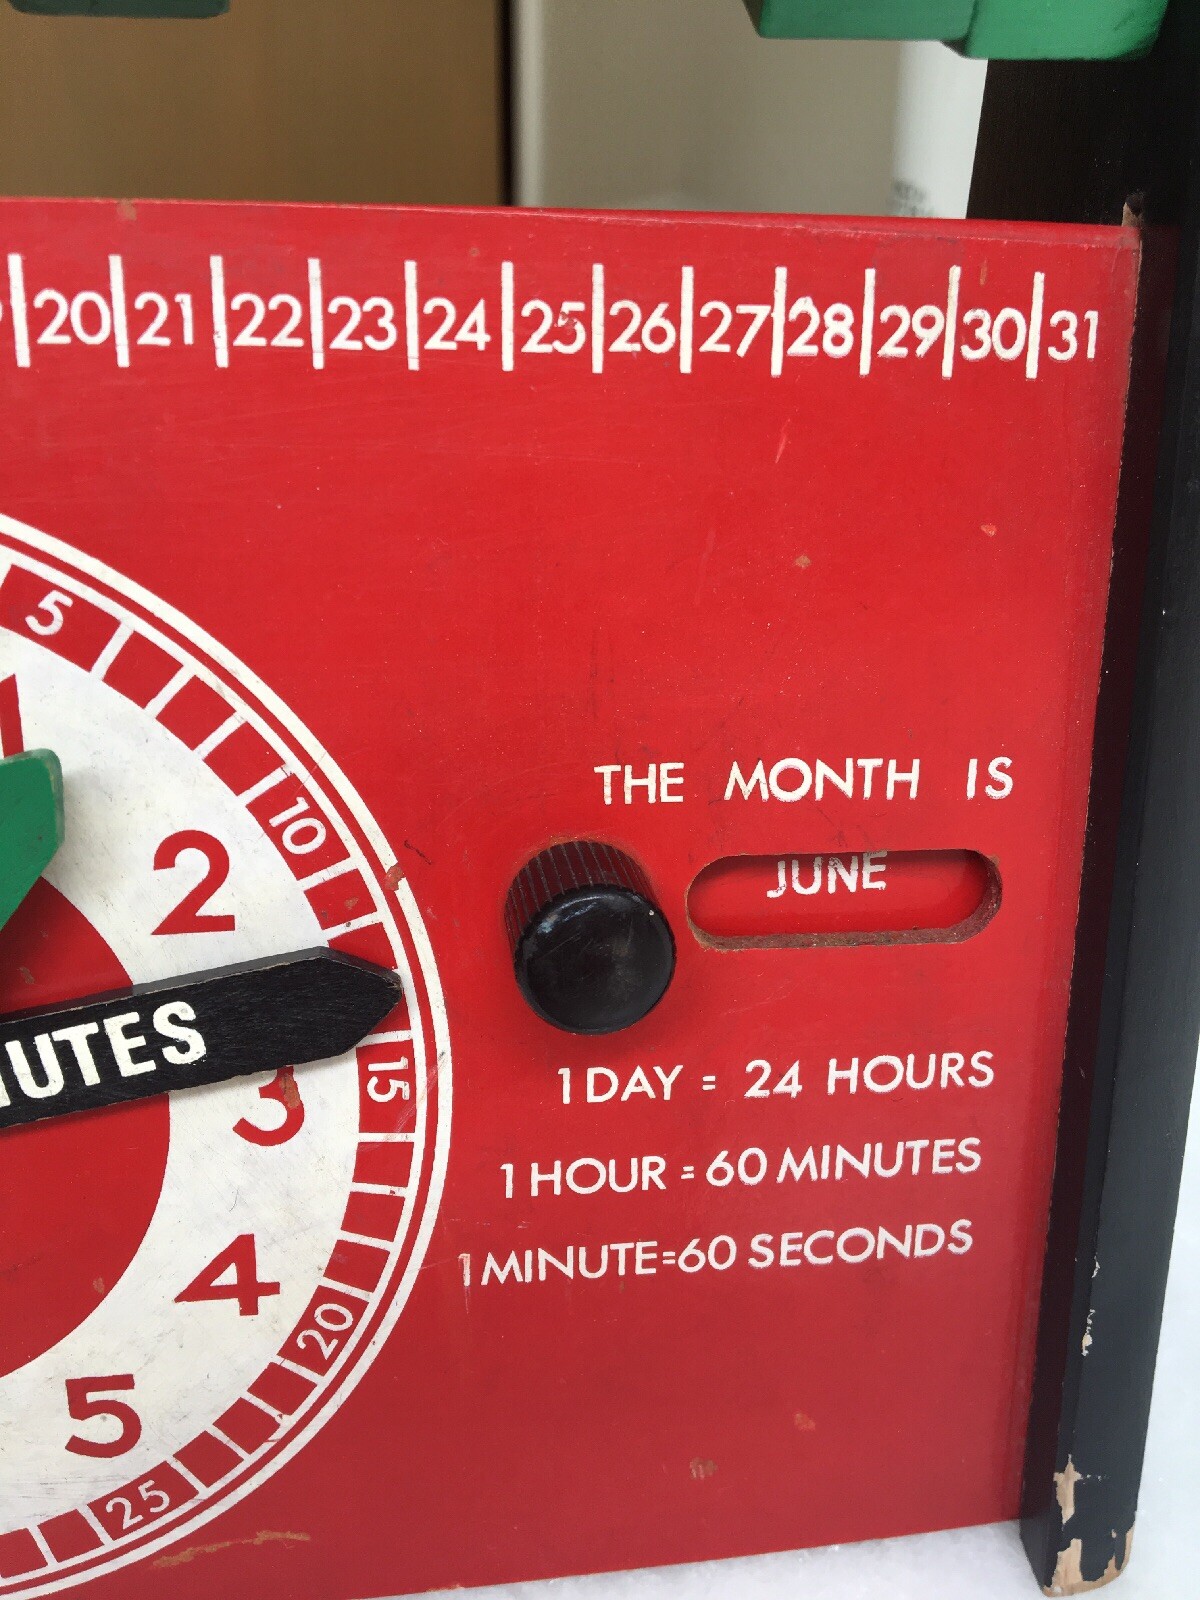 20 21 22 23 24 25 26 27 28 29 30 31
5
10
2
THE MONTH IS
JUNE
15
3
1 DAY = 24 HOURS
1 HOUR = 60 MINUTES
1 MINUTE=60 SECONDS
4
20
5
25